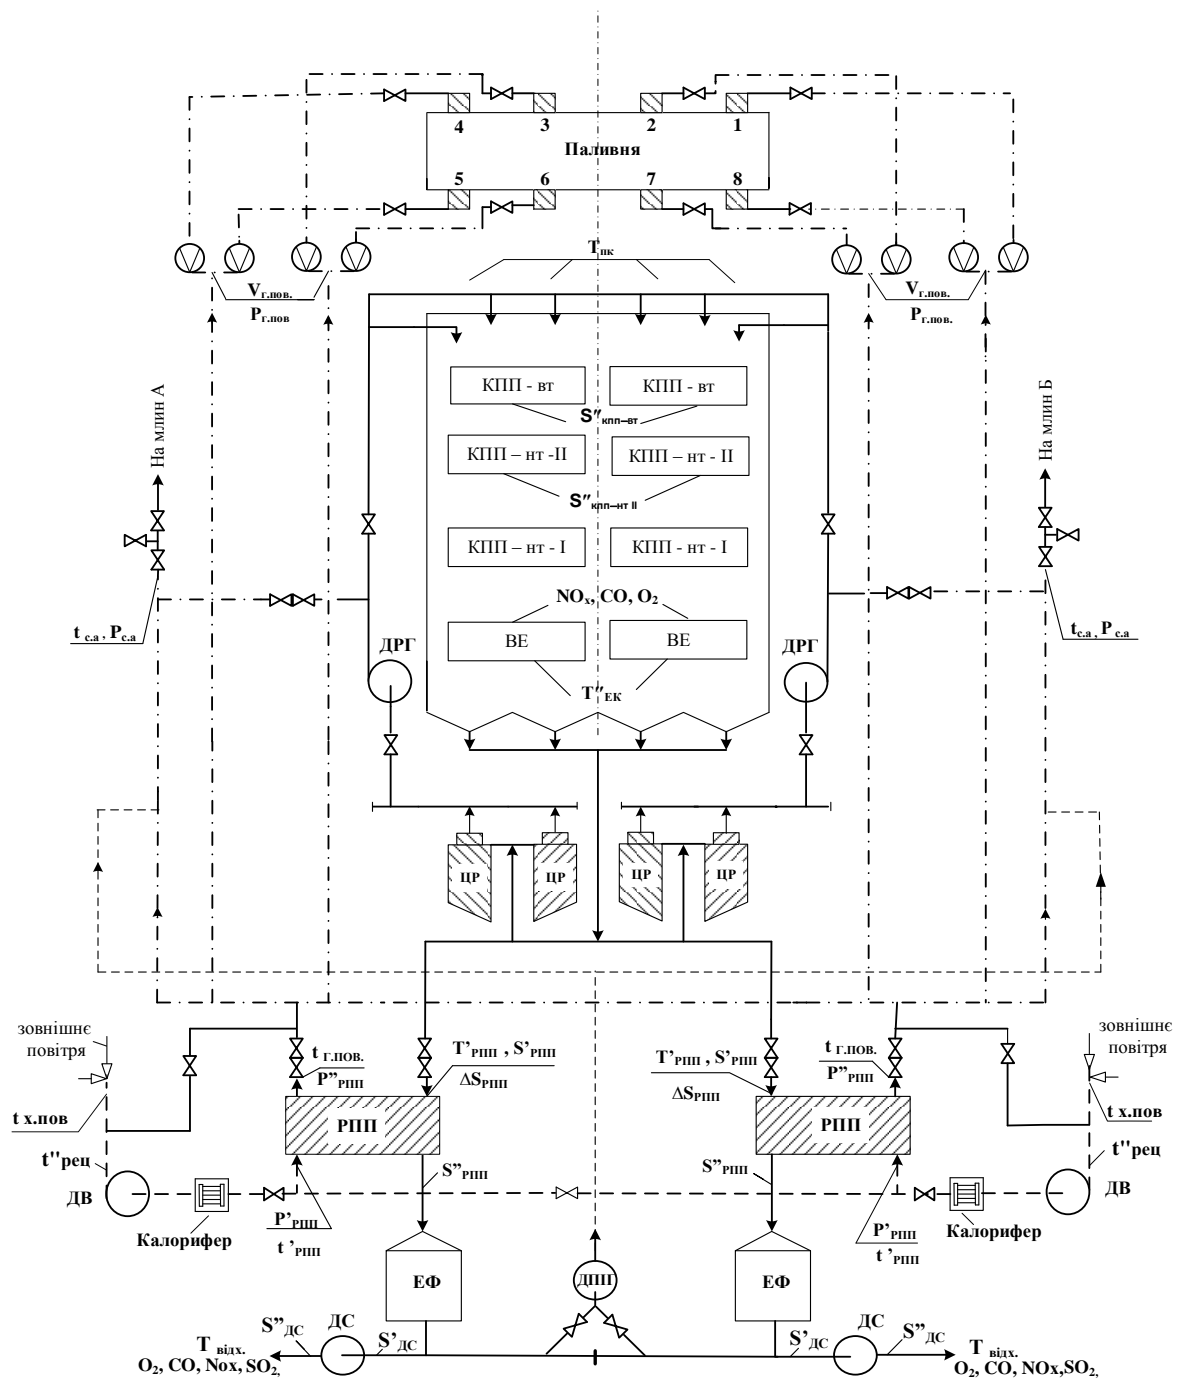 4 3 2 1
Паливня
5 6 7 8
Тпк
Vг.пов. Vг.пов.
Рг.пов Рг.пов.
На млин А
На млин Б
КПП - вт КПП - вт
S″кпп–вт
КПП – нт -ІІ КПП – нт - ІІ
S″кпп–нт ІІ
КПП – нт - І КПП - нт - І
NOx, CO, O2
tс.а , Рс.а tс.а, Рс.а
ВЕ ВЕ
ДРГ ДРГ
Т″ЕК
ЦР ЦР ЦР ЦР
зовнішнє
повітря
зовнішнє
повітря
t Г.ПОВ.
Р”РПП
Т’РПП , S’РПП
ΔSРПП
Т’РПП , S’РПП
ΔSРПП
t Г.ПОВ.
Р”РПП
t х.пов t х.пов
РПП РПП
t''рец t''рец
S”РПП S”РПП
ДВ ДВ
Калорифер Калорифер
Р’РПП
t ’РПП
Р’РПП
t ’РПП
ЕФ ДПП ЕФ
S”ДС ДС S’ДС S’ДС ДС S”ДС
Т відх. Т відх.
O2, CO, Nox, SO2, O2, CO, NOx,SO2,